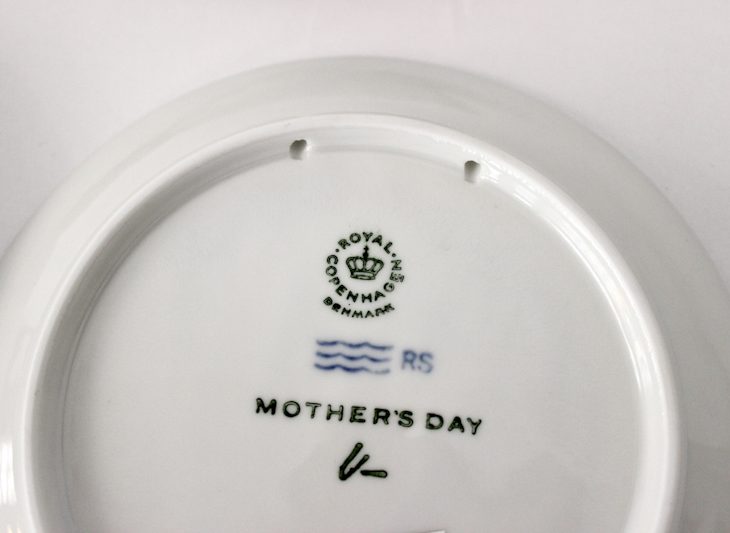 ROYAL
COPENHAGEN
DENMARK
RS
MOTHER'S DAY